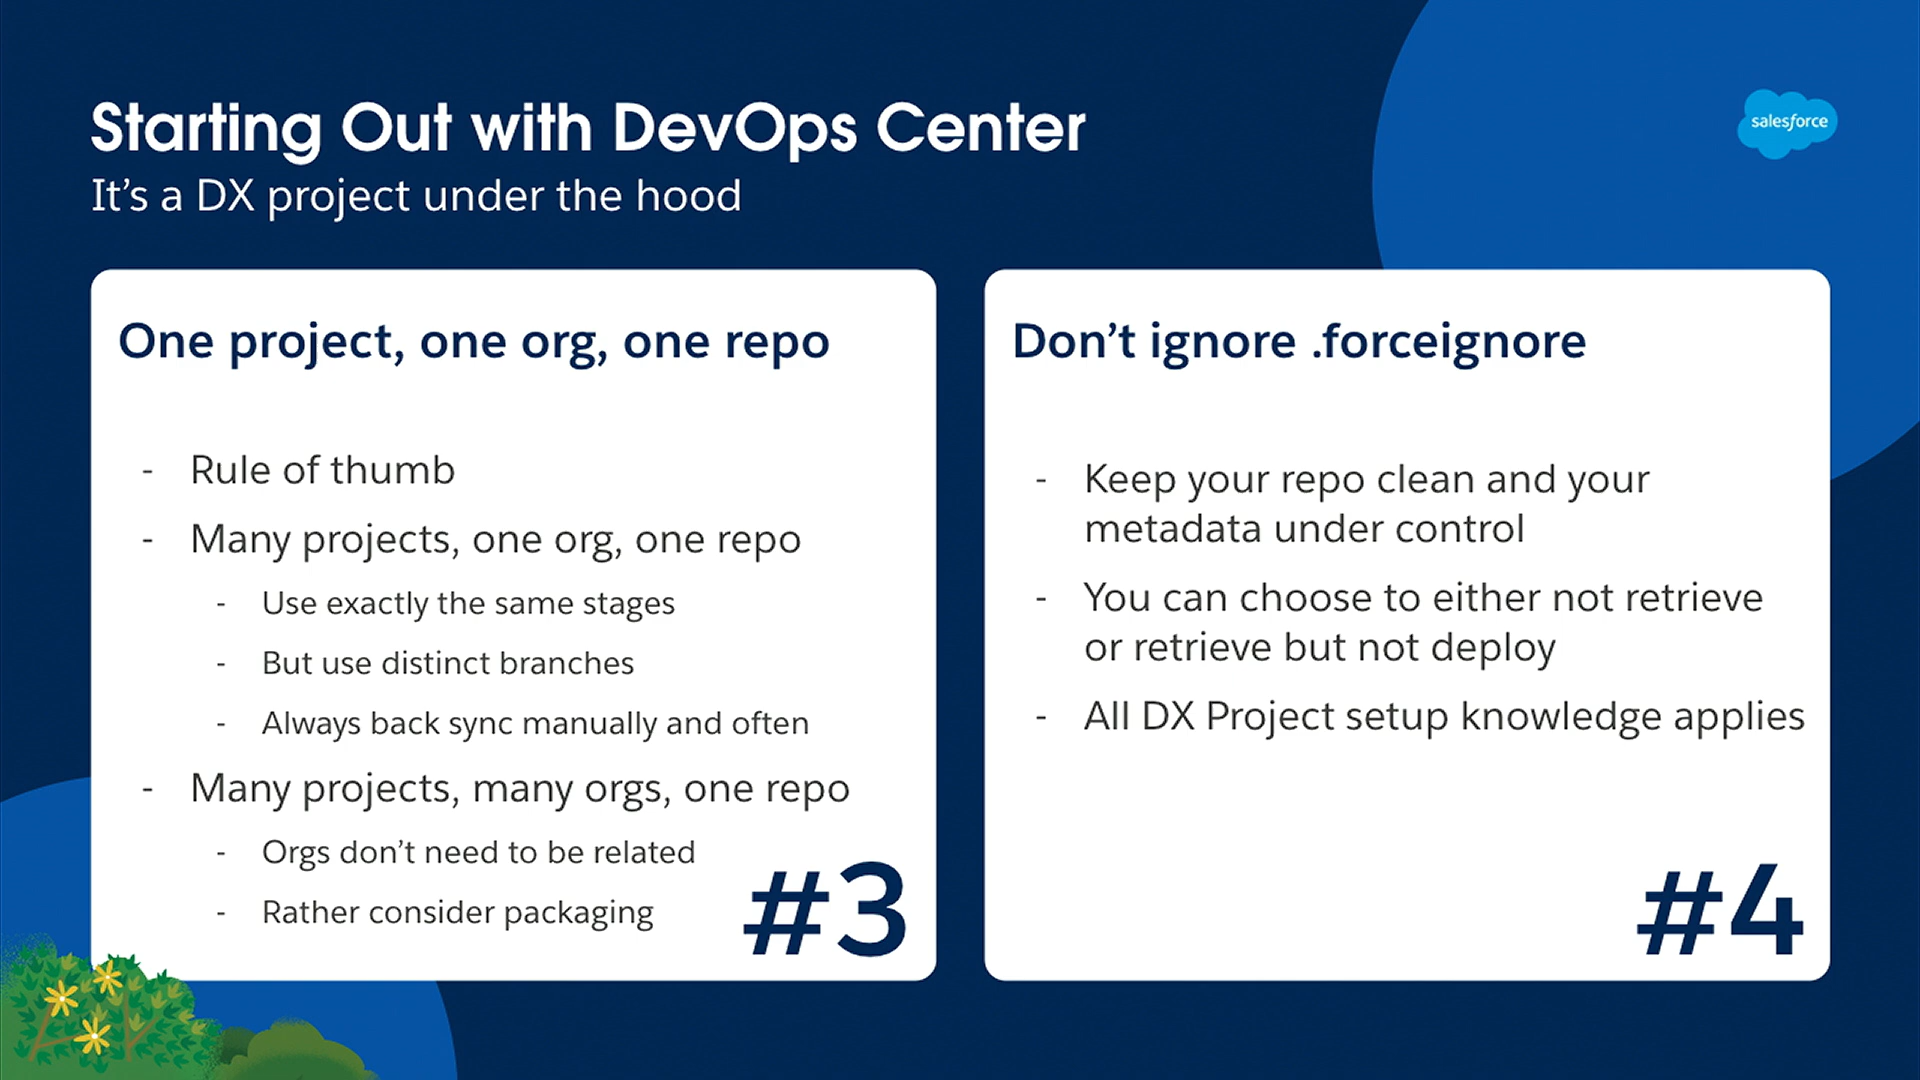 Starting Out with DevOps Center
It's a DX project under the hood
salesforce
One project, one org, one repo
- Rule of thumb
- Many projects, one org, one repo
- Use exactly the same stages
- But use distinct branches
- Always back sync manually and often
- Many projects, many orgs, one repo
- Orgs don't need to be related
- Rather consider packaging
#3
Don't ignore .forceignore
- Keep your repo clean and your
metadata under control
- You can choose to either not retrieve
or retrieve but not deploy
- All DX Project setup knowledge applies
#4